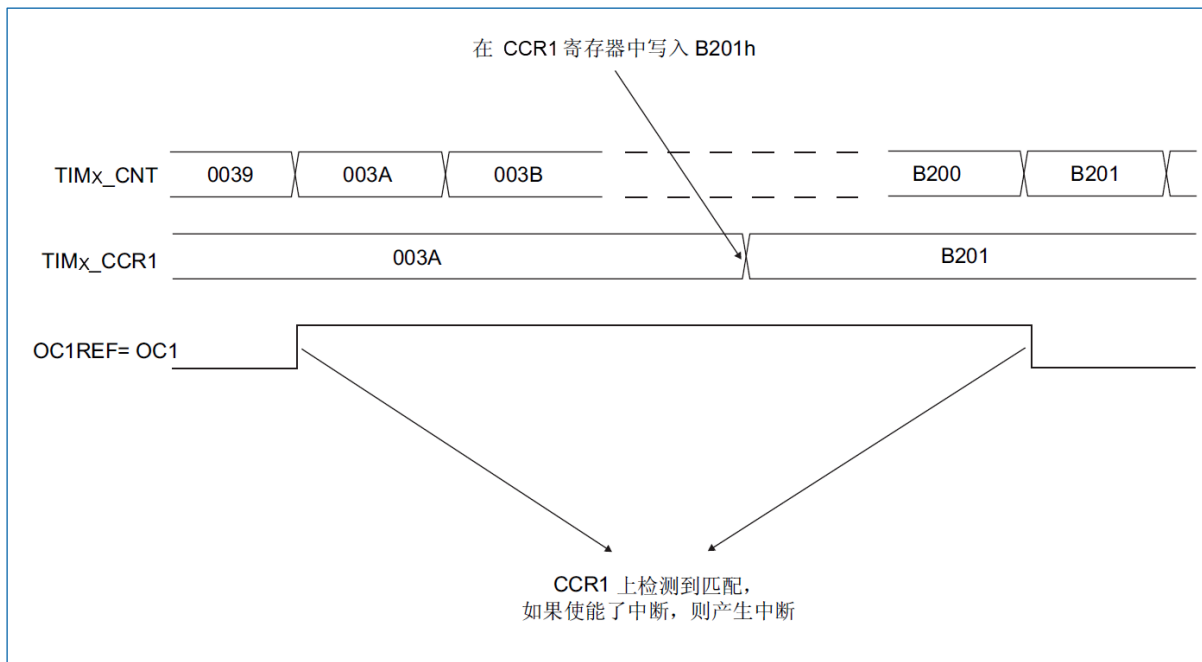 在 CCR1 寄存器中写入 B201h
TIMx_CNT 0039 003A 003B B200 B201
TIMx_CCR1 003A B201
OC1REF= OC1
CCR1 上检测到匹配，
如果使能了中断，则产生中断